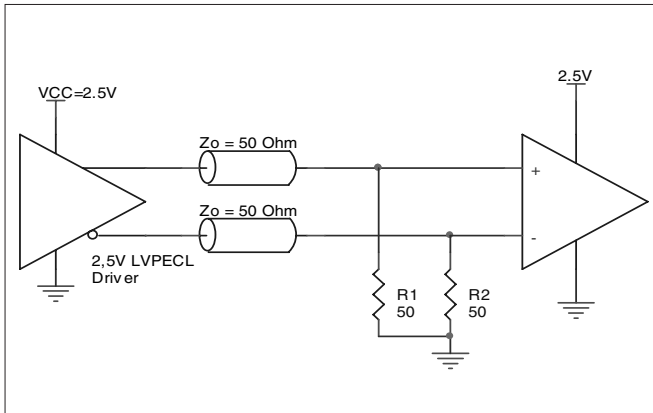 2.5V
VCC=2.5V
Zo = 50 Ohm
+
Zo = 50 Ohm
-
2,5V LVPECL
Driver
R1
50
R2
50